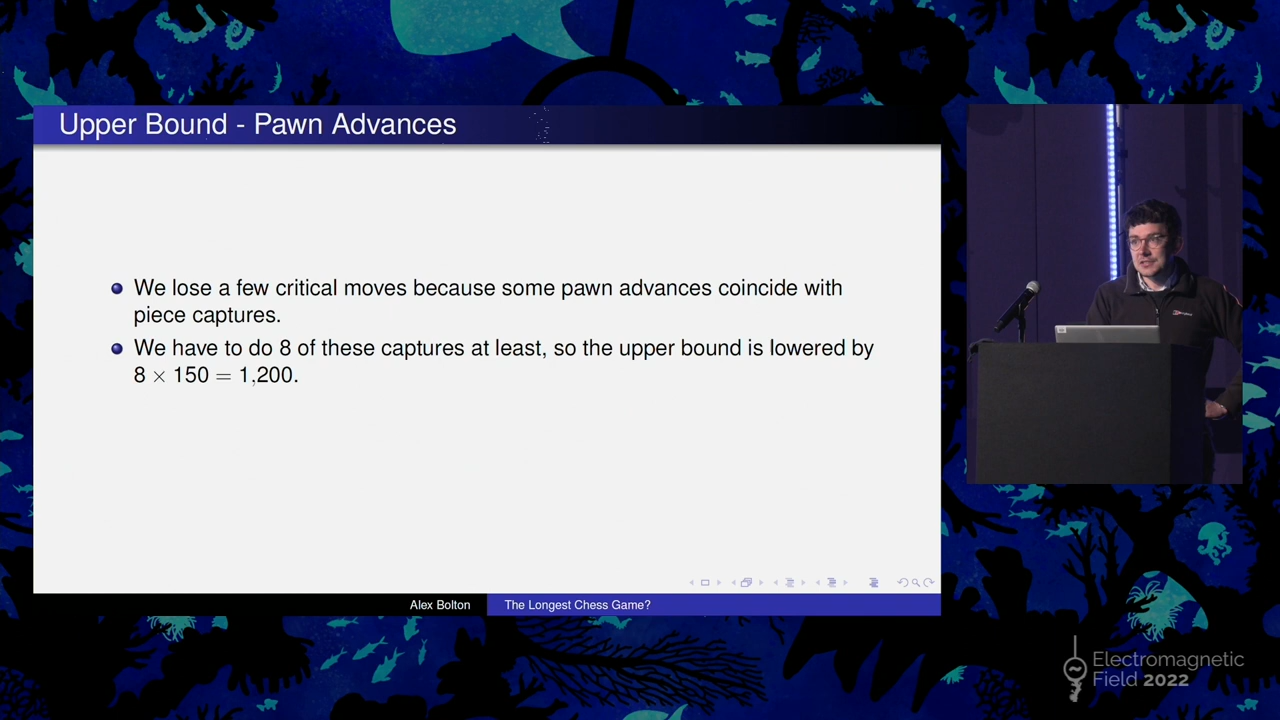 Upper Bound - Pawn Advances
We lose a few critical moves because some pawn advances coincide with
piece captures.
We have to do 8 of these captures at least, so the upper bound is lowered by
8 × 150 = 1,200.
Alex Bolton
The Longest Chess Game?
Electromagnetic
Field 2022